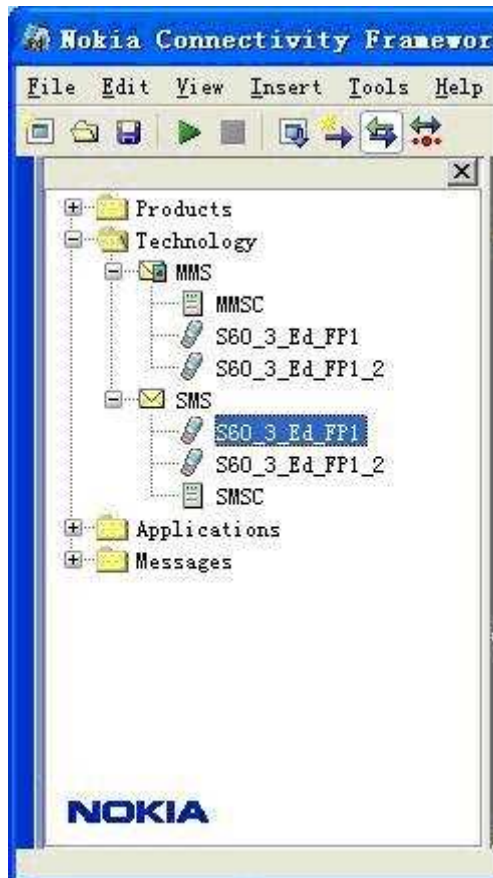 Nokia Connectivity Framewor
File Edit View Insert Tools Help
Products
Technology
MMS
MMSC
S60_3_Ed_FP1
S60_3_Ed_FP1_2
SMS
S60_3_Ed_FP1
S60_3_Ed_FP1_2
SMSC
Applications
Messages
NOKIA